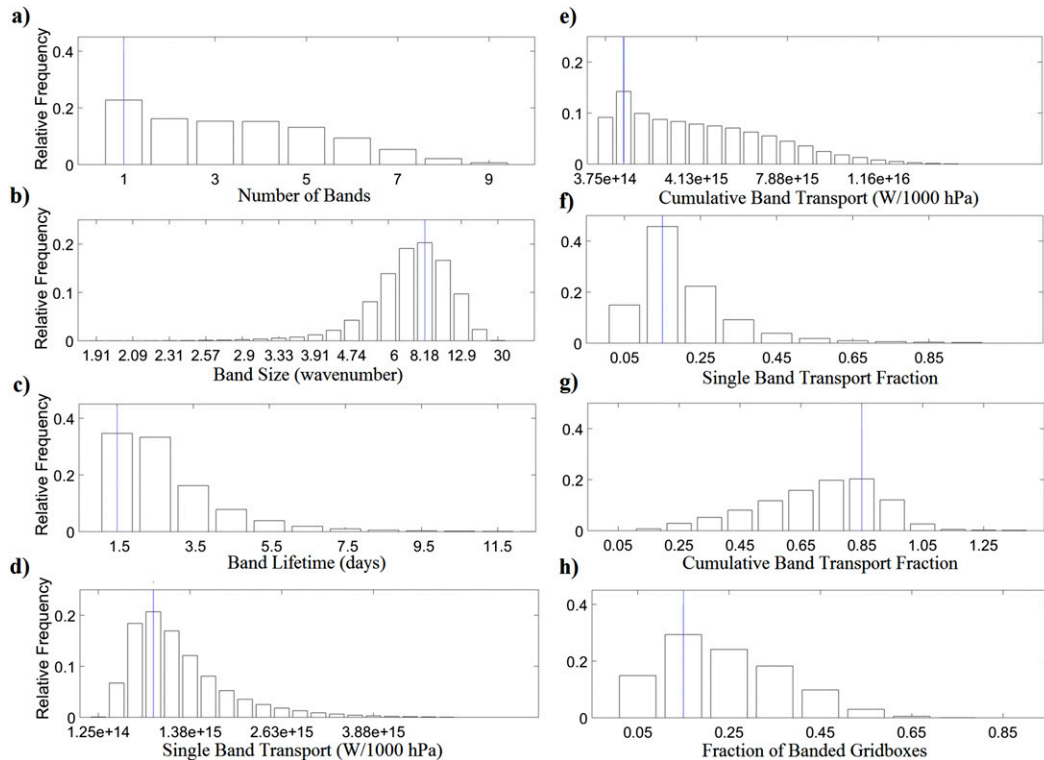 a)
Relative Frequency
0.4
0.2
0
1 3 5 7 9
Number of Bands
b)
Relative Frequency
0.2
0.1
0
1.91 2.09 2.31 2.57 2.9 3.33 3.91 4.74 6 8.18 12.9 30
Band Size (wavenumber)
c)
Relative Frequency
0.4
0.2
0
1.5 3.5 5.5 7.5 9.5 11.5
Band Lifetime (days)
d)
Relative Frequency
0.2
0.1
0
1.25e+14 1.38e+15 2.63e+15 3.88e+15
Single Band Transport (W/1000 hPa)
e)
0.2
0.1
0
3.75e+14 4.13e+15 7.88e+15 1.16e+16
Cumulative Band Transport (W/1000 hPa)
f)
0.4
0.2
0
0.05 0.25 0.45 0.65 0.85
Single Band Transport Fraction
g)
0.4
0.2
0
0.05 0.25 0.45 0.65 0.85 1.05 1.25
Cumulative Band Transport Fraction
h)
0.4
0.2
0
0.05 0.25 0.45 0.65 0.85
Fraction of Banded Gridboxes